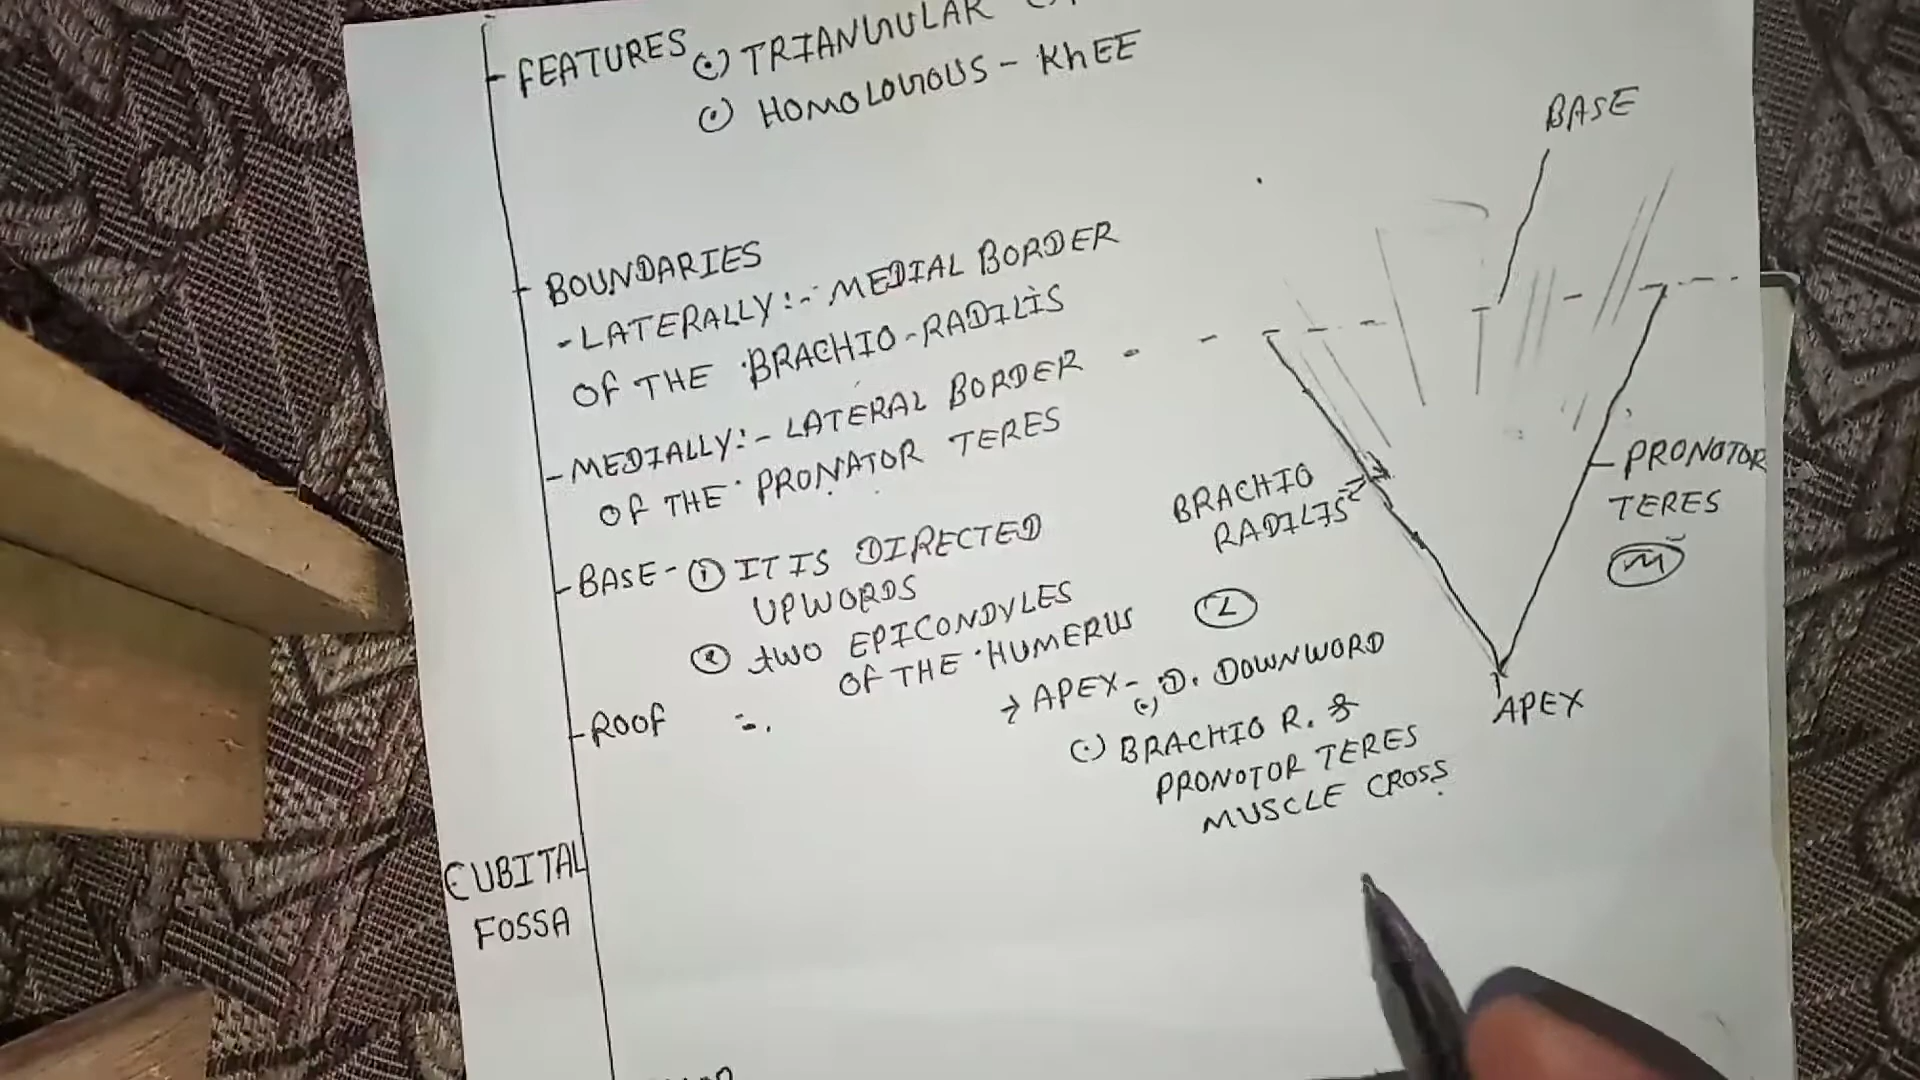 FEATURES
(.) TRIANGULAR
(.) HOMOLOGOUS - KNEE
BOUNDARIES
- LATERALLY :- MEDIAL BORDER
OF THE BRACHIO-RADILIS
- MEDIALLY :- LATERAL BORDER
OF THE PRONATOR TERES
- BASE - ① IT IS DIRECTED
UPWORDS
② TWO EPICONDYLES
OF THE HUMERUS
- ROOF :-.
→ APEX - (.) D. DOWNWORD
(.) BRACHIO R. &
PRONOTOR TERES
MUSCLE CROSS
BASE
BRACHIO
RADILIS
L
PRONOTOR
TERES
M
APEX
CUBITAL
FOSSA